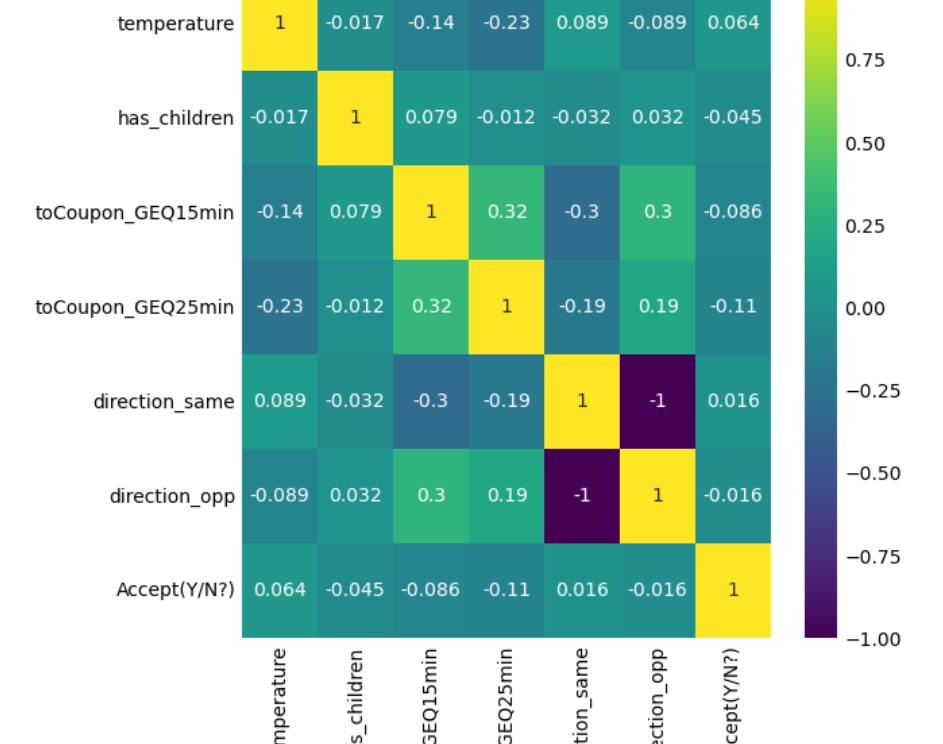 temperature 1 -0.017 -0.14 -0.23 0.089 -0.089 0.064
0.75
has_children -0.017 1 0.079 -0.012 -0.032 0.032 -0.045
0.50
toCoupon_GEQ15min -0.14 0.079 1 0.32 -0.3 0.3 -0.086
0.25
toCoupon_GEQ25min -0.23 -0.012 0.32 1 -0.19 0.19 -0.11
0.00
direction_same 0.089 -0.032 -0.3 -0.19 1 -1 0.016
−0.25
direction_opp -0.089 0.032 0.3 0.19 -1 1 -0.016
−0.50
−0.75
Accept(Y/N?) 0.064 -0.045 -0.086 -0.11 0.016 -0.016 1
−1.00
mperature
s_children
GEQ15min
GEQ25min
tion_same
ection_opp
cept(Y/N?)